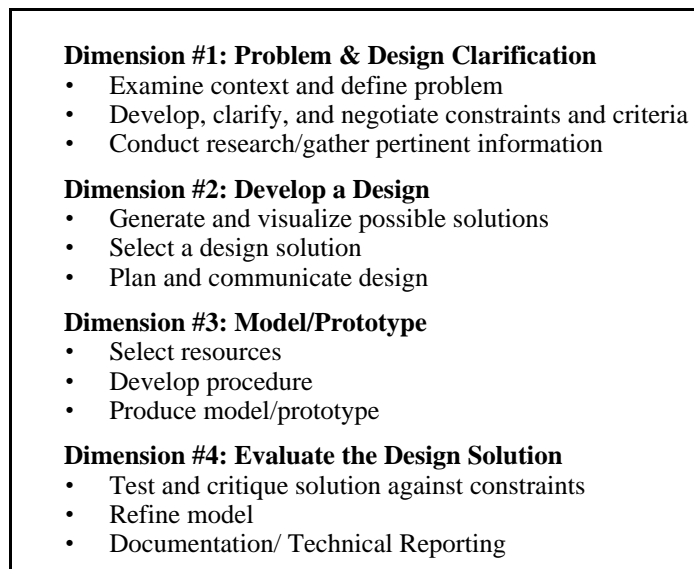 Dimension #1: Problem & Design Clarification
• Examine context and define problem
• Develop, clarify, and negotiate constraints and criteria
• Conduct research/gather pertinent information
Dimension #2: Develop a Design
• Generate and visualize possible solutions
• Select a design solution
• Plan and communicate design
Dimension #3: Model/Prototype
• Select resources
• Develop procedure
• Produce model/prototype
Dimension #4: Evaluate the Design Solution
• Test and critique solution against constraints
• Refine model
• Documentation/ Technical Reporting